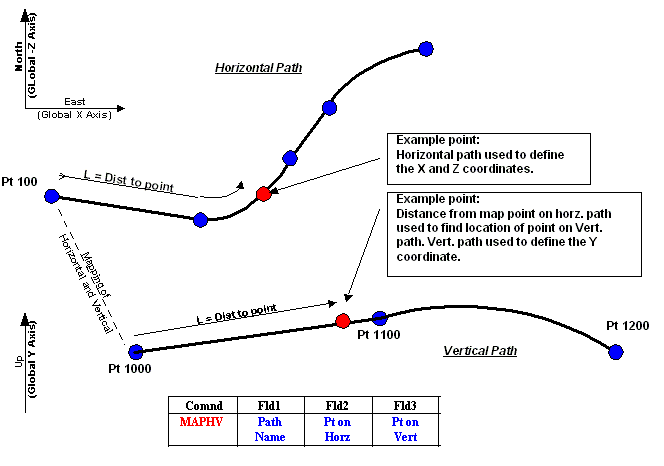 North
(GLobal -Z Axis)
East
(Global X Axis)
Horizontal Path
Pt 100
L = Dist to point
Example point:
Horizontal path used to define
the X and Z coordinates.
Example point:
Distance from map point on horz. path
used to find location of point on Vert.
path. Vert. path used to define the Y
coordinate.
Mapping of
Horizontal and Vertical
Up
(Global Y Axis)
L = Dist to point
Pt 1000
Pt 1100
Pt 1200
Vertical Path
Comnd Fld1 Fld2 Fld3
MAPHV Path Pt on Pt on
Name Horz Vert